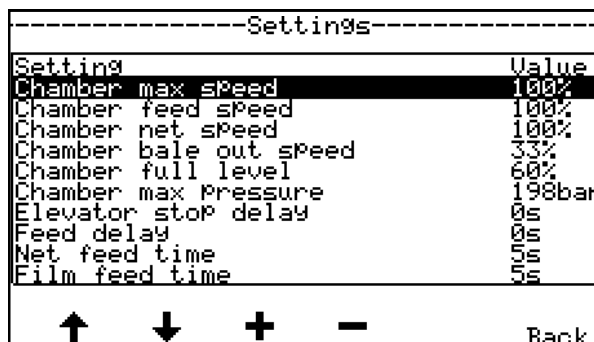 Settings
Setting Value
Chamber max speed 100%
Chamber feed speed 100%
Chamber net speed 100%
Chamber bale out speed 33%
Chamber full level 60%
Chamber max pressure 198bar
Elevator stop delay 0s
Feed delay 0s
Net feed time 5s
Film feed time 5s
Back